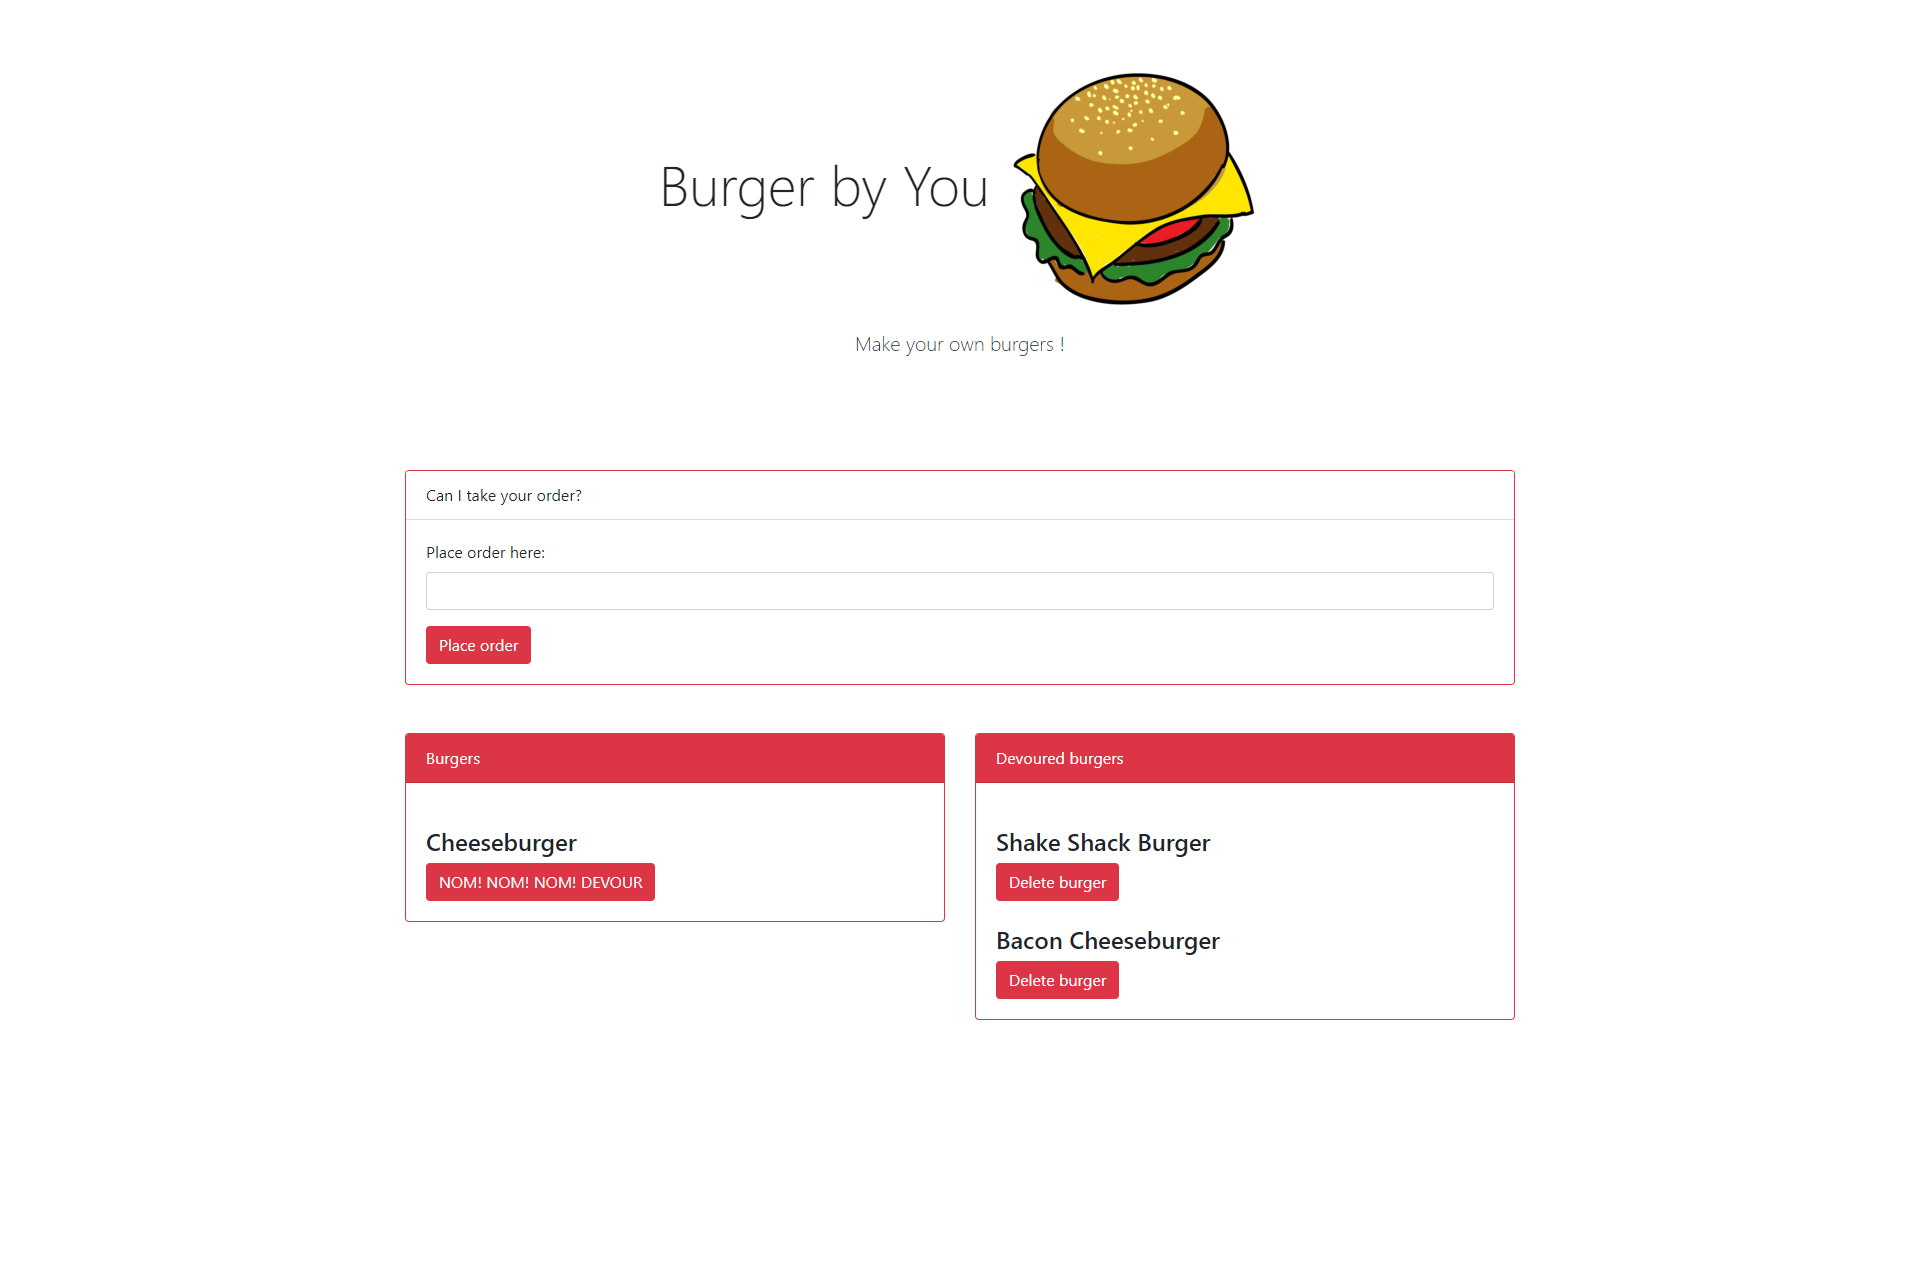 Burger by You
Make your own burgers !
Can I take your order?
Place order here:
Place order
Burgers
Cheeseburger
NOM! NOM! NOM! DEVOUR
Devoured burgers
Shake Shack Burger
Delete burger
Bacon Cheeseburger
Delete burger